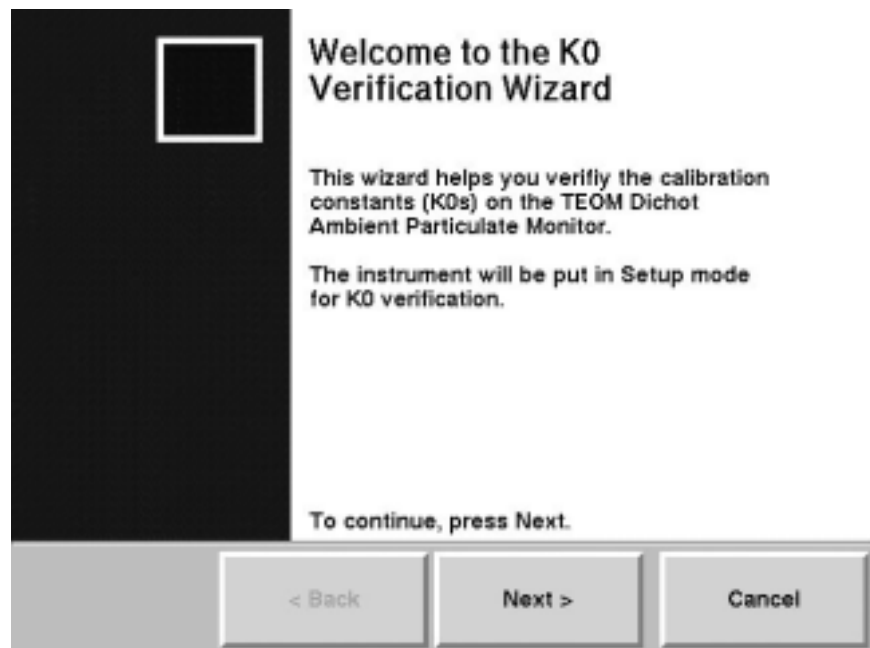 Welcome to the K0
Verification Wizard
This wizard helps you verifiy the calibration
constants (K0s) on the TEOM Dichot
Ambient Particulate Monitor.
The instrument will be put in Setup mode
for K0 verification.
To continue, press Next.
< Back
Next >
Cancel